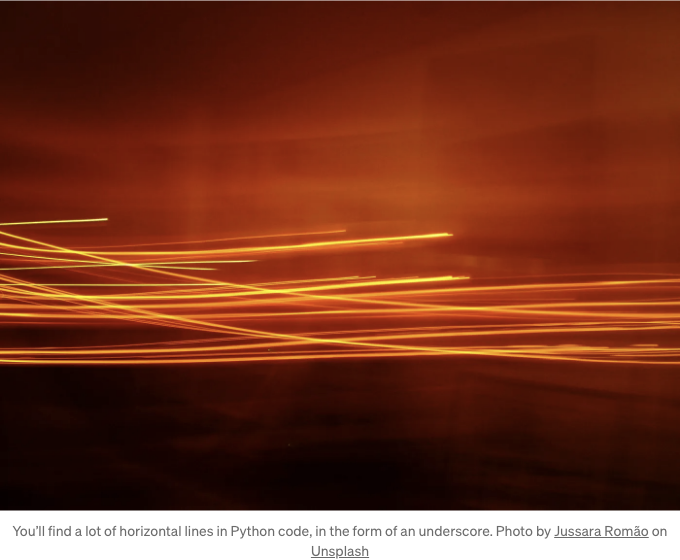 You’ll find a lot of horizontal lines in Python code, in the form of an underscore. Photo by Jussara Romão on
Unsplash